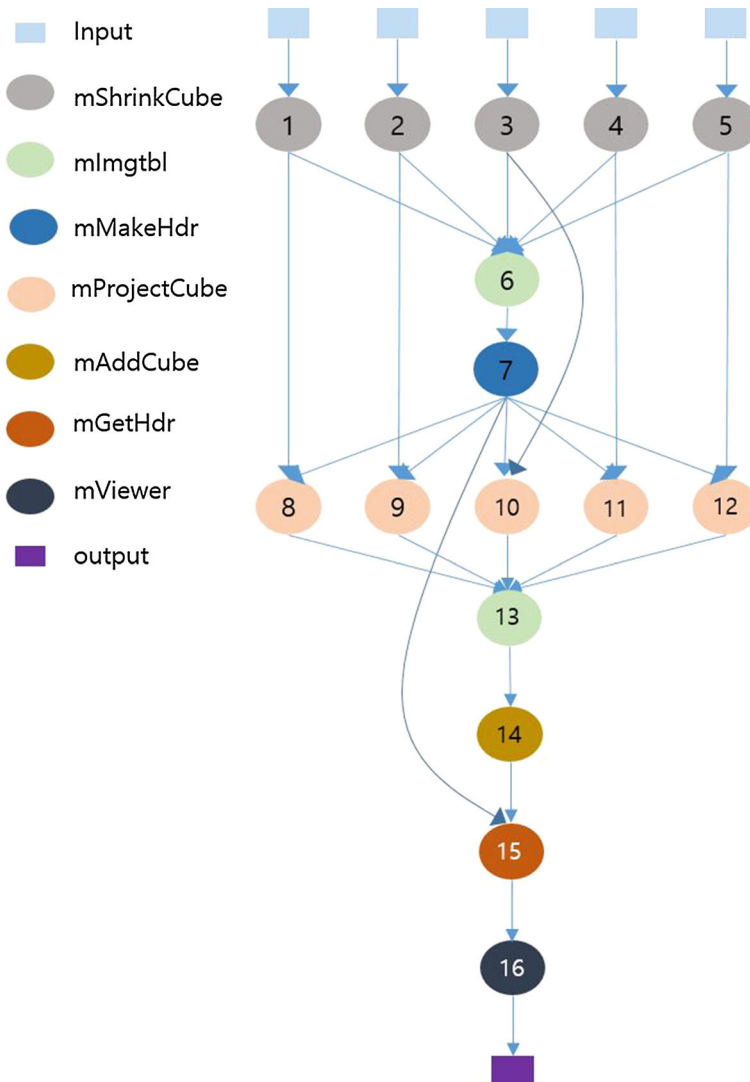 Input
mShrinkCube
mImgtbl
mMakeHdr
mProjectCube
mAddCube
mGetHdr
mViewer
output
1 2 3 4 5
6
7
8 9 10 11 12
13
14
15
16